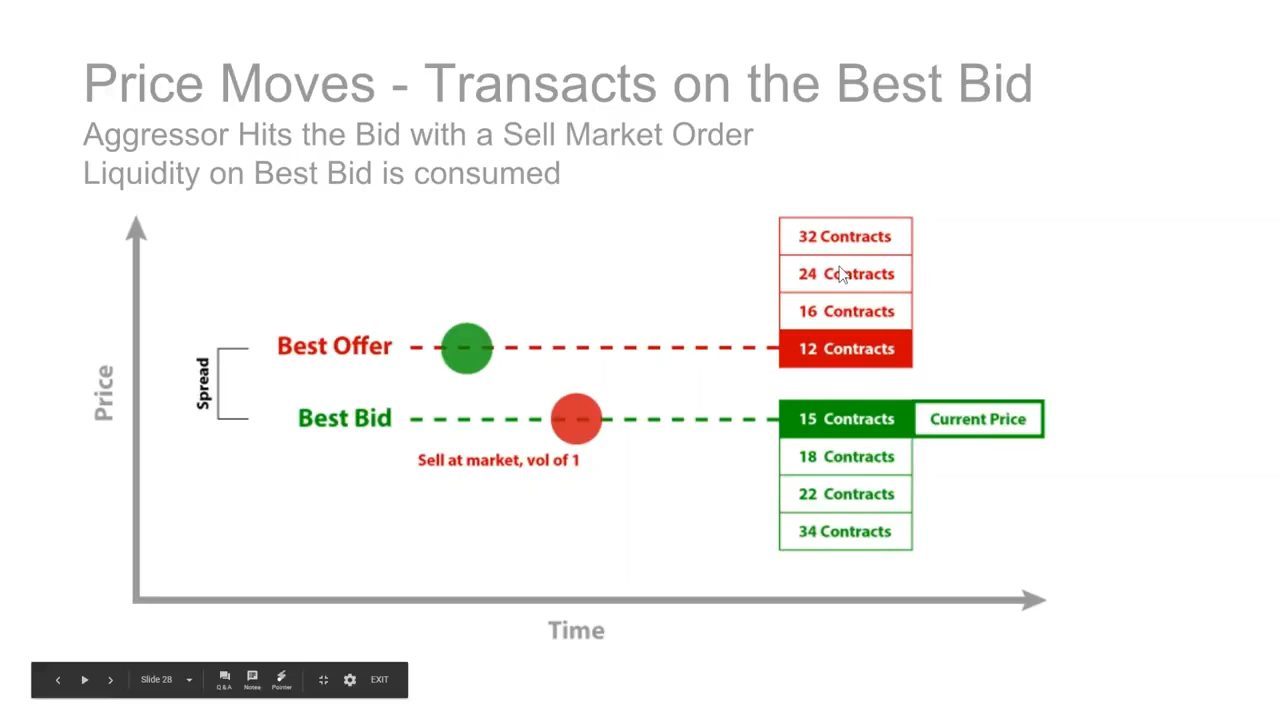 Price Moves - Transacts on the Best Bid
Aggressor Hits the Bid with a Sell Market Order
Liquidity on Best Bid is consumed
32 Contracts
24 Contracts
16 Contracts
Best Offer
12 Contracts
Spread
Price
Best Bid
15 Contracts
Current Price
Sell at market, vol of 1
18 Contracts
22 Contracts
34 Contracts
Time
Slide 28
Q & A
Notes
Pointer
EXIT